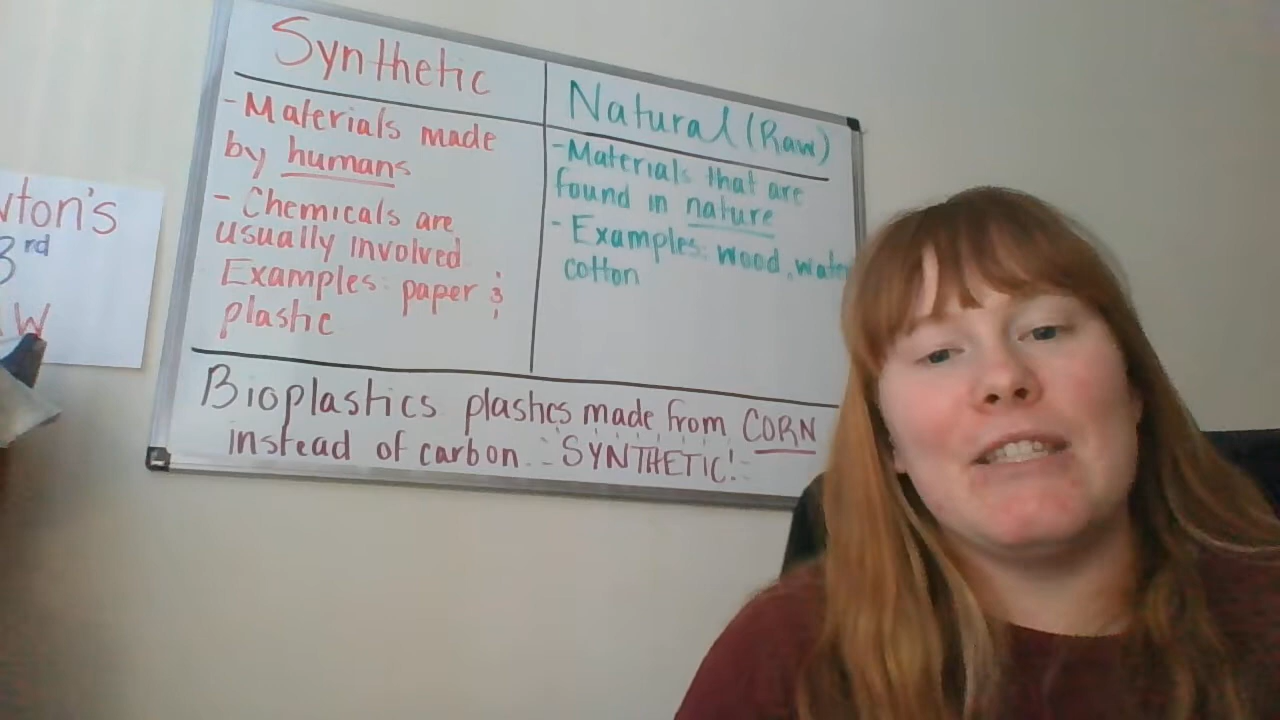 Synthetic
- Materials made
by humans
- Chemicals are
usually involved
Examples: paper &
plastic
Natural (Raw)
- Materials that are
found in nature
- Examples: wood, water
cotton
Bioplastics plastics made from CORN
instead of carbon... SYNTHETIC!
3rd